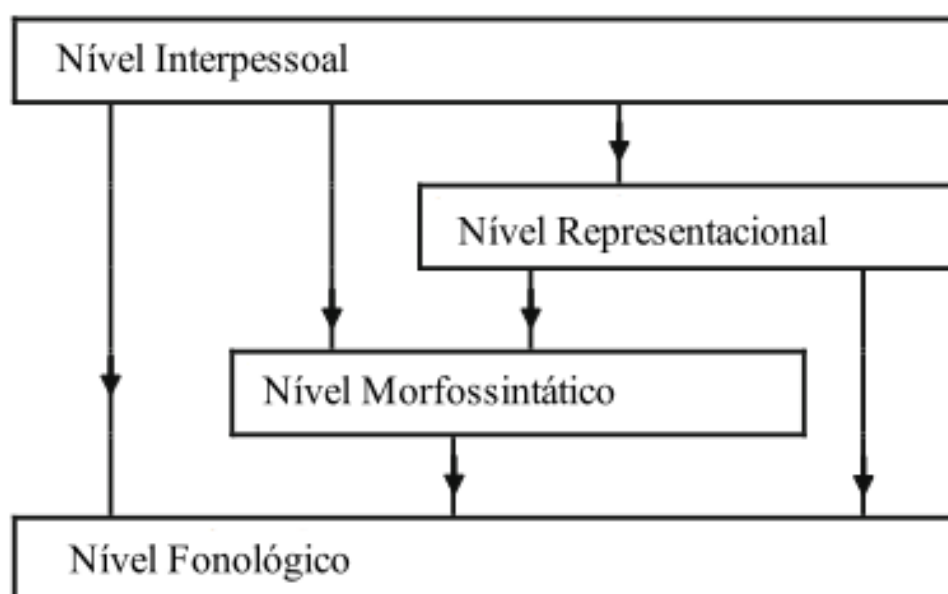 Nível Interpessoal
Nível Representacional
Nível Morfossintático
Nível Fonológico